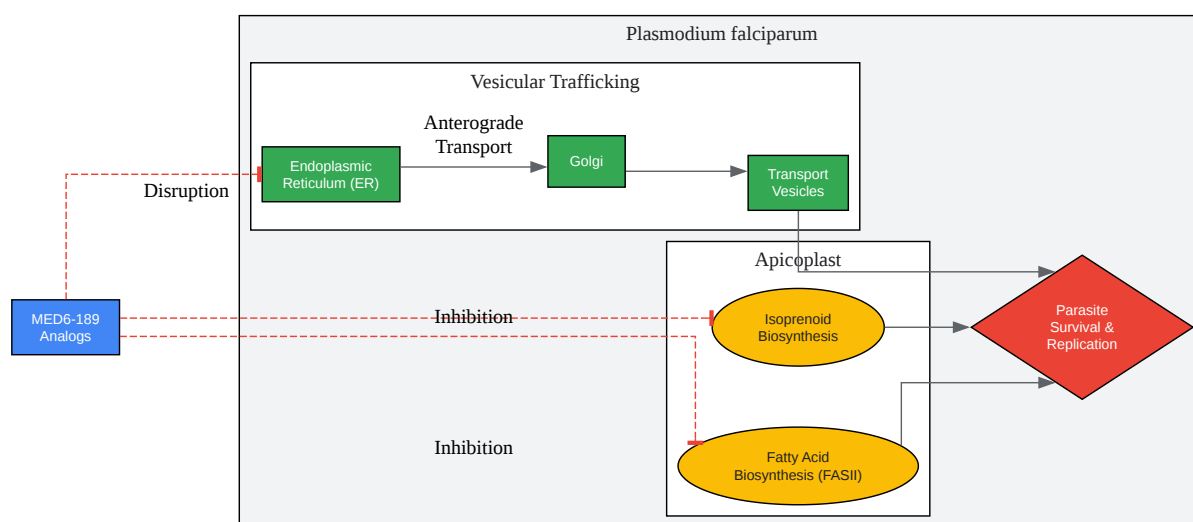 Plasmodium falciparum
Vesicular Trafficking
Anterograde
Transport
Endoplasmic
Reticulum (ER)
Golgi
Transport
Vesicles
Disruption
Apicoplast
MED6-189
Analogs
Inhibition
Isoprenoid
Biosynthesis
Parasite
Survival &
Replication
Inhibition
Fatty Acid
Biosynthesis (FASII)